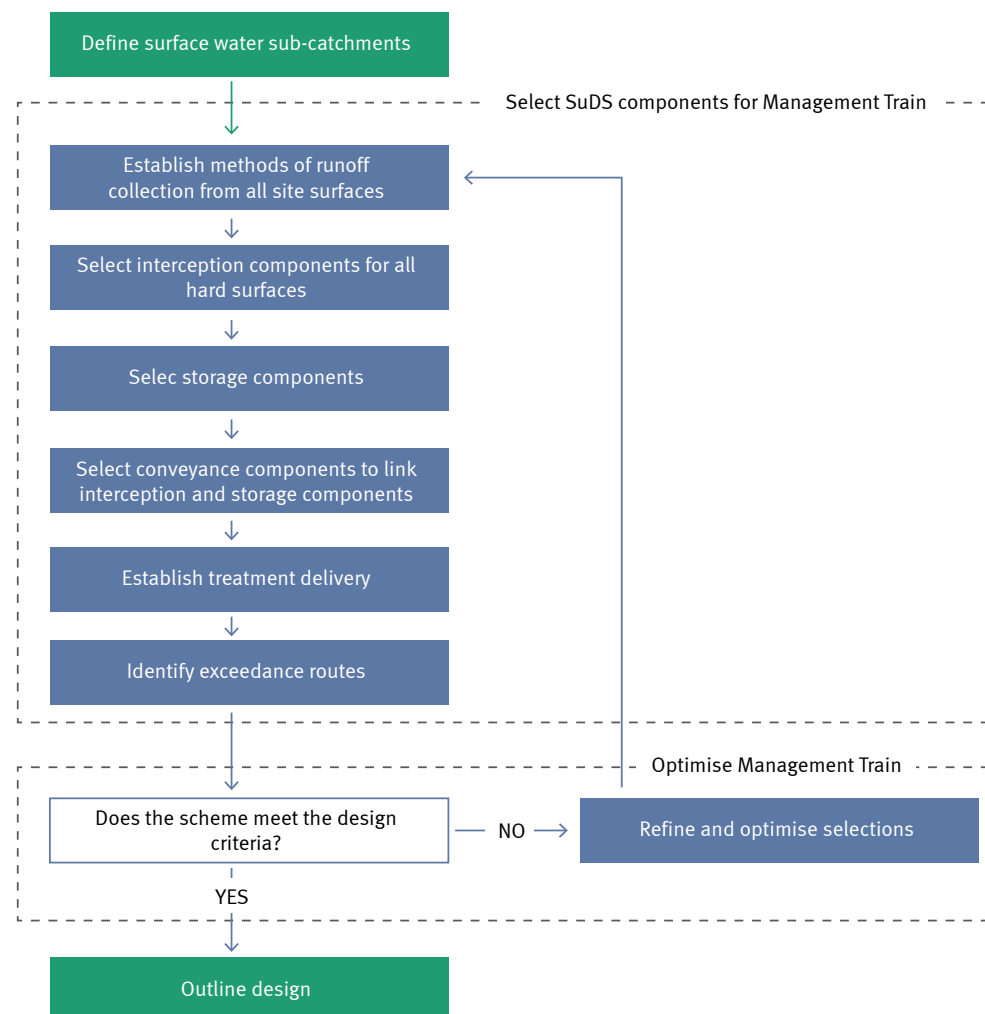 Define surface water sub-catchments
Select SuDS components for Management Train
Establish methods of runoff
collection from all site surfaces
Select interception components for all
hard surfaces
Selec storage components
Select conveyance components to link
interception and storage components
Establish treatment delivery
Identify exceedance routes
Optimise Management Train
Does the scheme meet the design
criteria?
NO
Refine and optimise selections
YES
Outline design